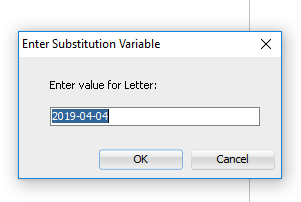 Enter Substitution Variable
Enter value for Letter:
2019-04-04
OK
Cancel